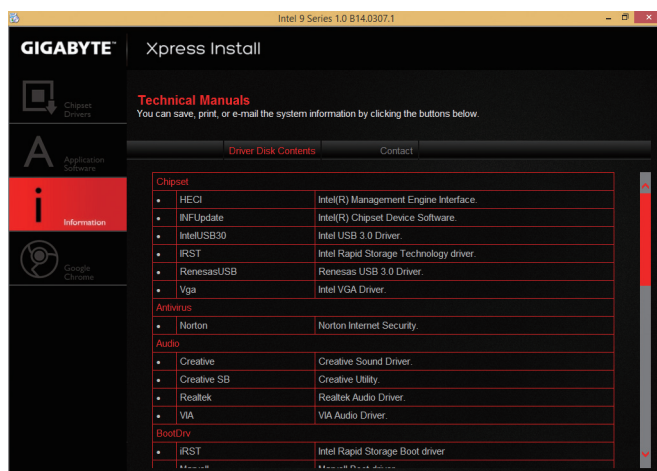 Intel 9 Series 1.0 B14.0307.1
GIGABYTE™ Xpress Install
Chipset
Drivers
Application
Software
Information
Google
Chrome
Technical Manuals
You can save, print, or e-mail the system information by clicking the buttons below.
Driver Disk Contents Contact
Chipset
• HECI Intel(R) Management Engine Interface.
• INFUpdate Intel(R) Chipset Device Software.
• IntelUSB30 Intel USB 3.0 Driver.
• IRST Intel Rapid Storage Technology driver.
• RenesasUSB Renesas USB 3.0 Driver.
• Vga Intel VGA Driver.
Antivirus
• Norton Norton Internet Security.
Audio
• Creative Creative Sound Driver.
• Creative SB Creative Utility.
• Realtek Realtek Audio Driver.
• VIA VIA Audio Driver.
BootDrv
• iRST Intel Rapid Storage Boot driver
Marvell Marvell Boot driver